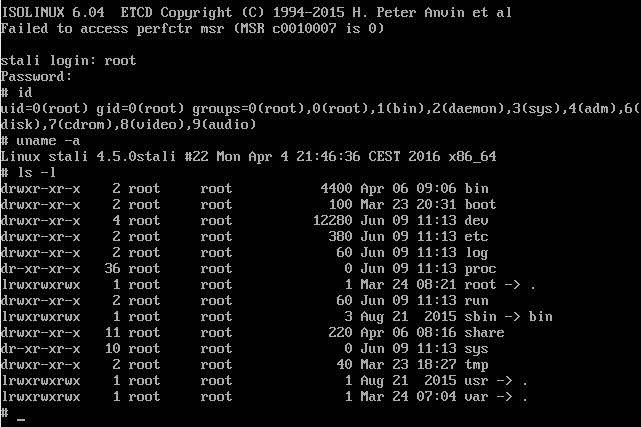 ISOLINUX 6.04  ETCD Copyright (C) 1994-2015 H. Peter Anvin et al
Failed to access perfctr msr (MSR c0010007 is 0)

stali login: root
Password:
# id
uid=0(root) gid=0(root) groups=0(root),0(root),1(bin),2(daemon),3(sys),4(adm),6(
disk),7(cdrom),8(video),9(audio)
# uname -a
Linux stali 4.5.0stali #22 Mon Apr 4 21:46:36 CEST 2016 x86_64
# ls -l
drwxr-xr-x    2 root     root          4400 Apr 06 09:06 bin
drwxr-xr-x    2 root     root           100 Mar 23 20:31 boot
drwxr-xr-x    4 root     root         12280 Jun 09 11:13 dev
drwxr-xr-x    2 root     root           380 Jun 09 11:13 etc
drwxr-xr-x    2 root     root            60 Jun 09 11:13 log
dr-xr-xr-x   36 root     root             0 Jun 09 11:13 proc
lrwxrwxrwx    1 root     root             1 Mar 24 08:21 root -> .
drwxr-xr-x    2 root     root            60 Jun 09 11:13 run
lrwxrwxrwx    1 root     root             3 Aug 21  2015 sbin -> bin
drwxr-xr-x   11 root     root           220 Apr 06 08:16 share
dr-xr-xr-x   10 root     root             0 Jun 09 11:13 sys
drwxr-xr-x    2 root     root            40 Mar 23 18:27 tmp
lrwxrwxrwx    1 root     root             1 Aug 21  2015 usr -> .
lrwxrwxrwx    1 root     root             1 Mar 24 07:04 var -> .
# _